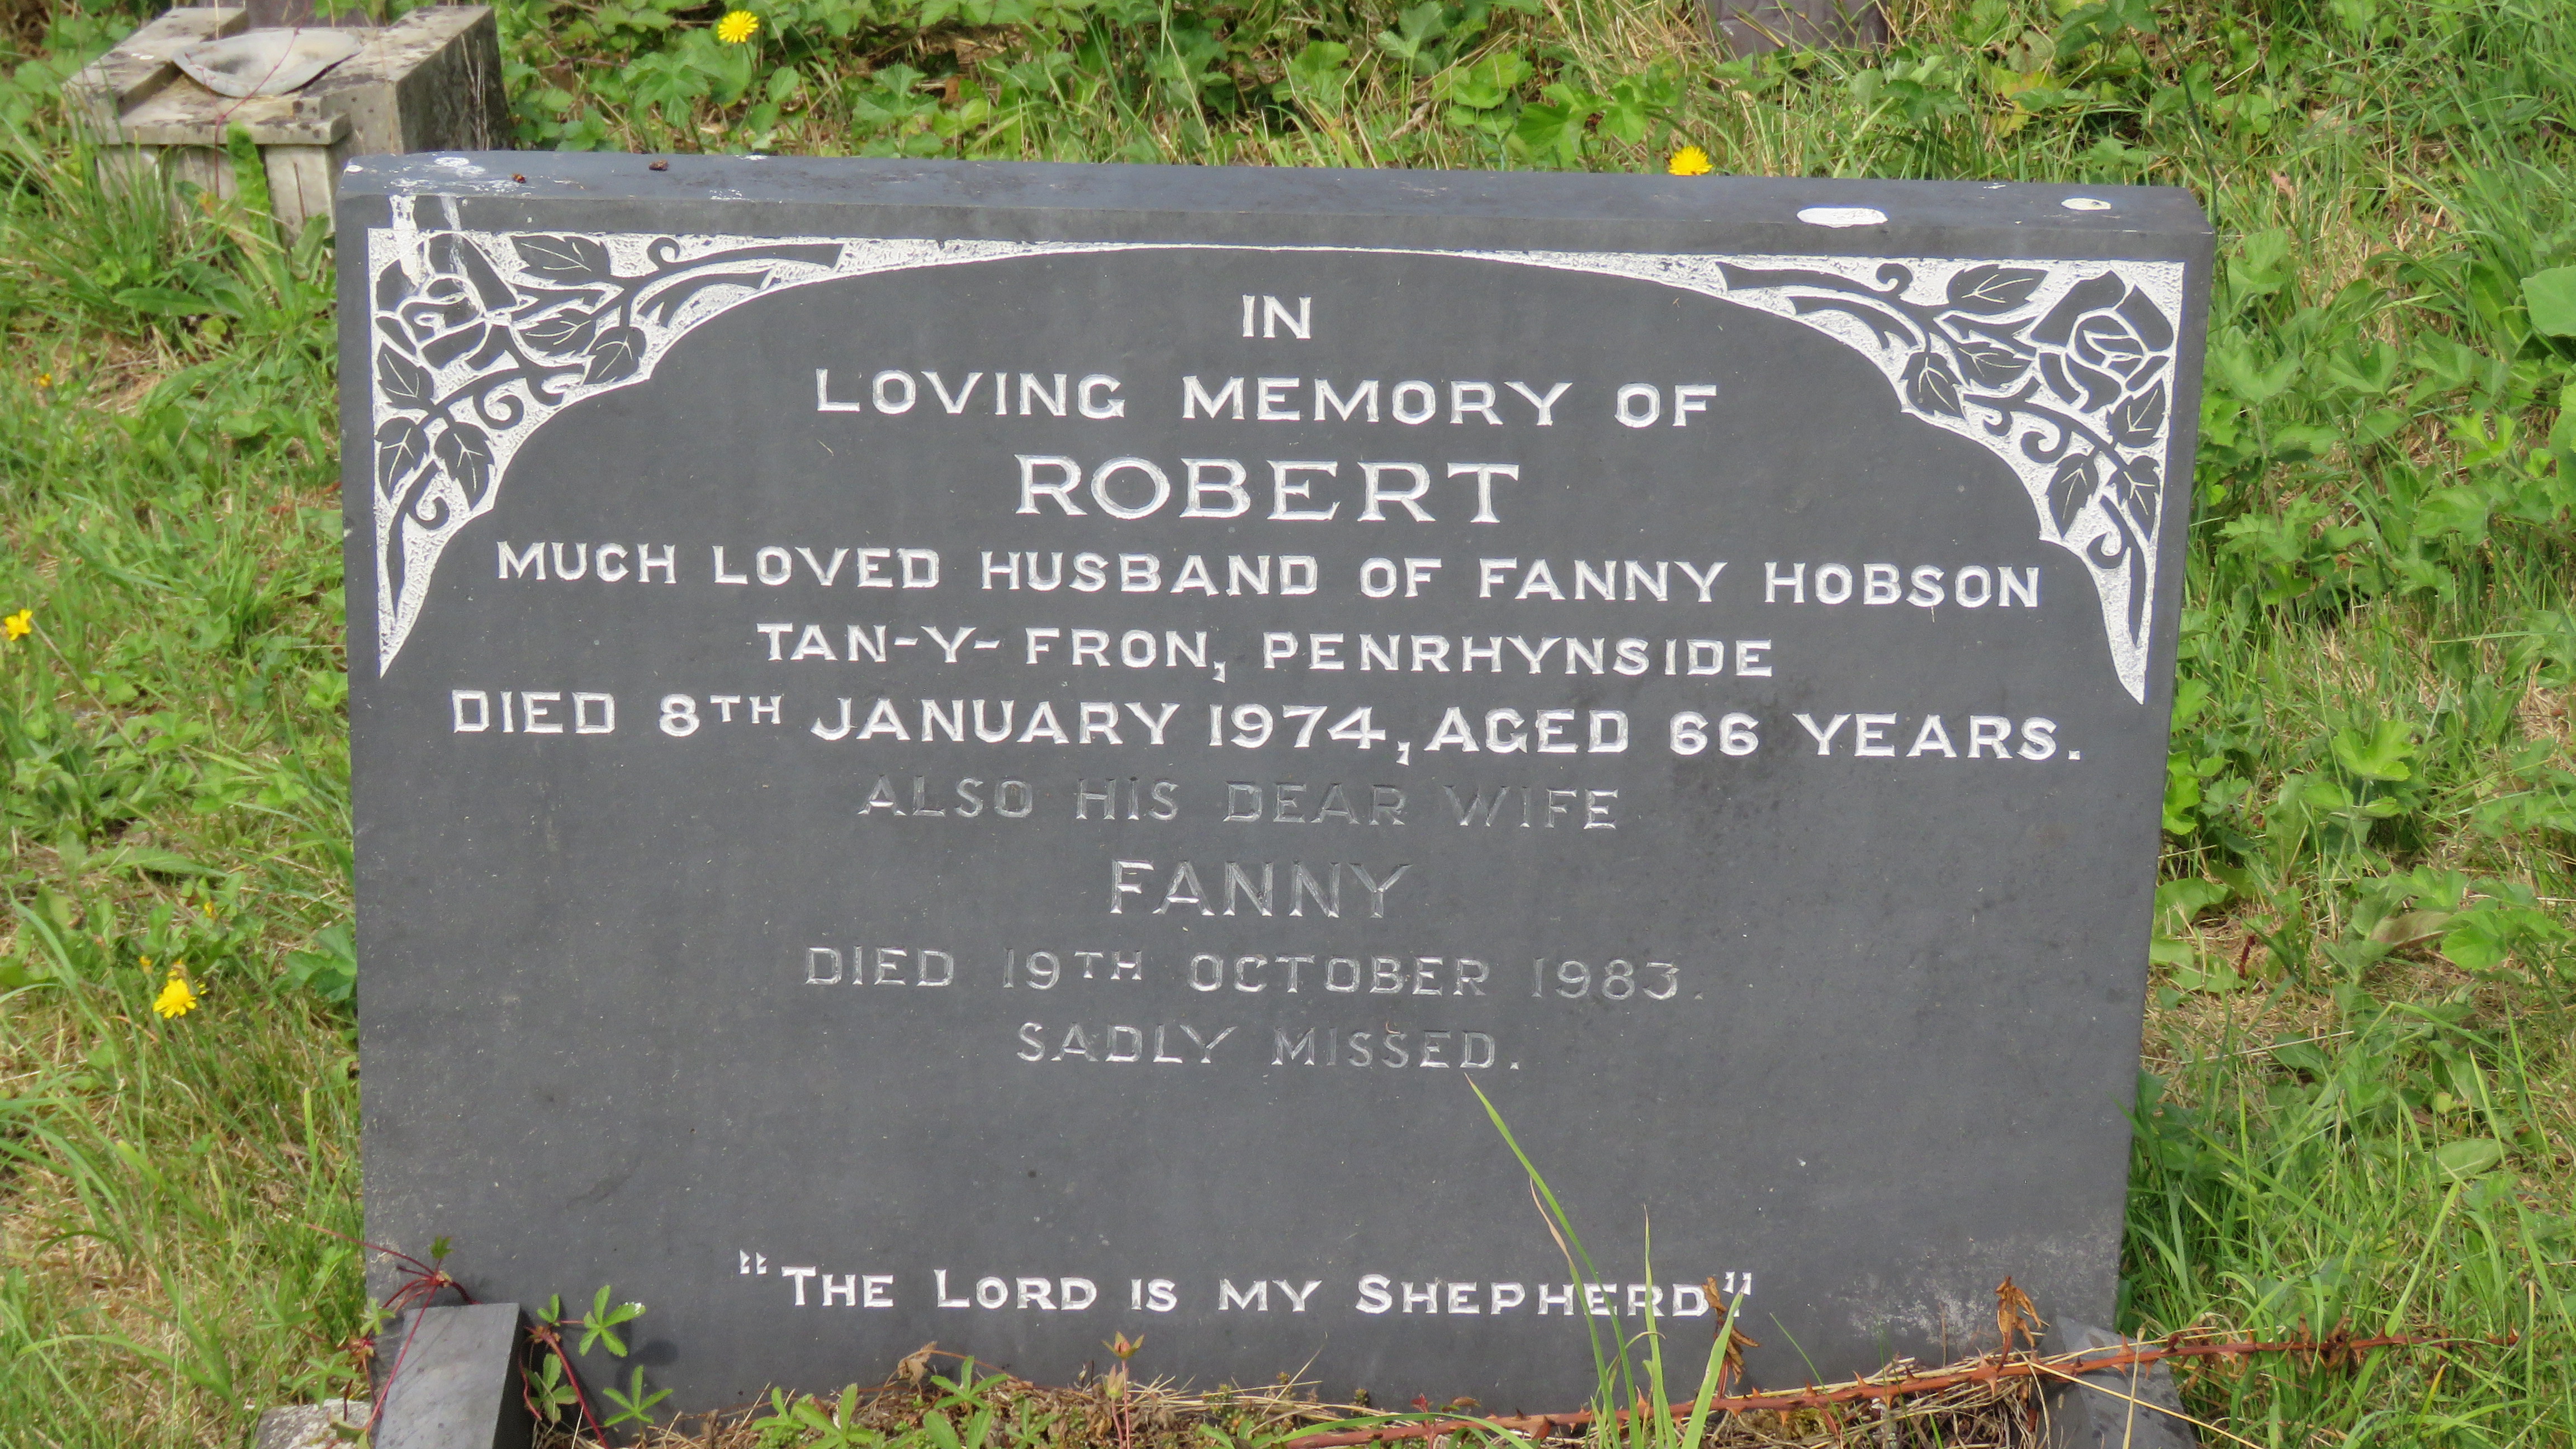 IN
LOVING MEMORY OF
ROBERT
MUCH LOVED HUSBAND OF FANNY HOBSON
TAN-Y-FRON, PENRHYNSIDE
DIED 8TH JANUARY 1974, AGED 66 YEARS.
ALSO HIS DEAR WIFE
FANNY
DIED 19TH OCTOBER 1983.
SADLY MISSED.
"THE LORD IS MY SHEPHERD"